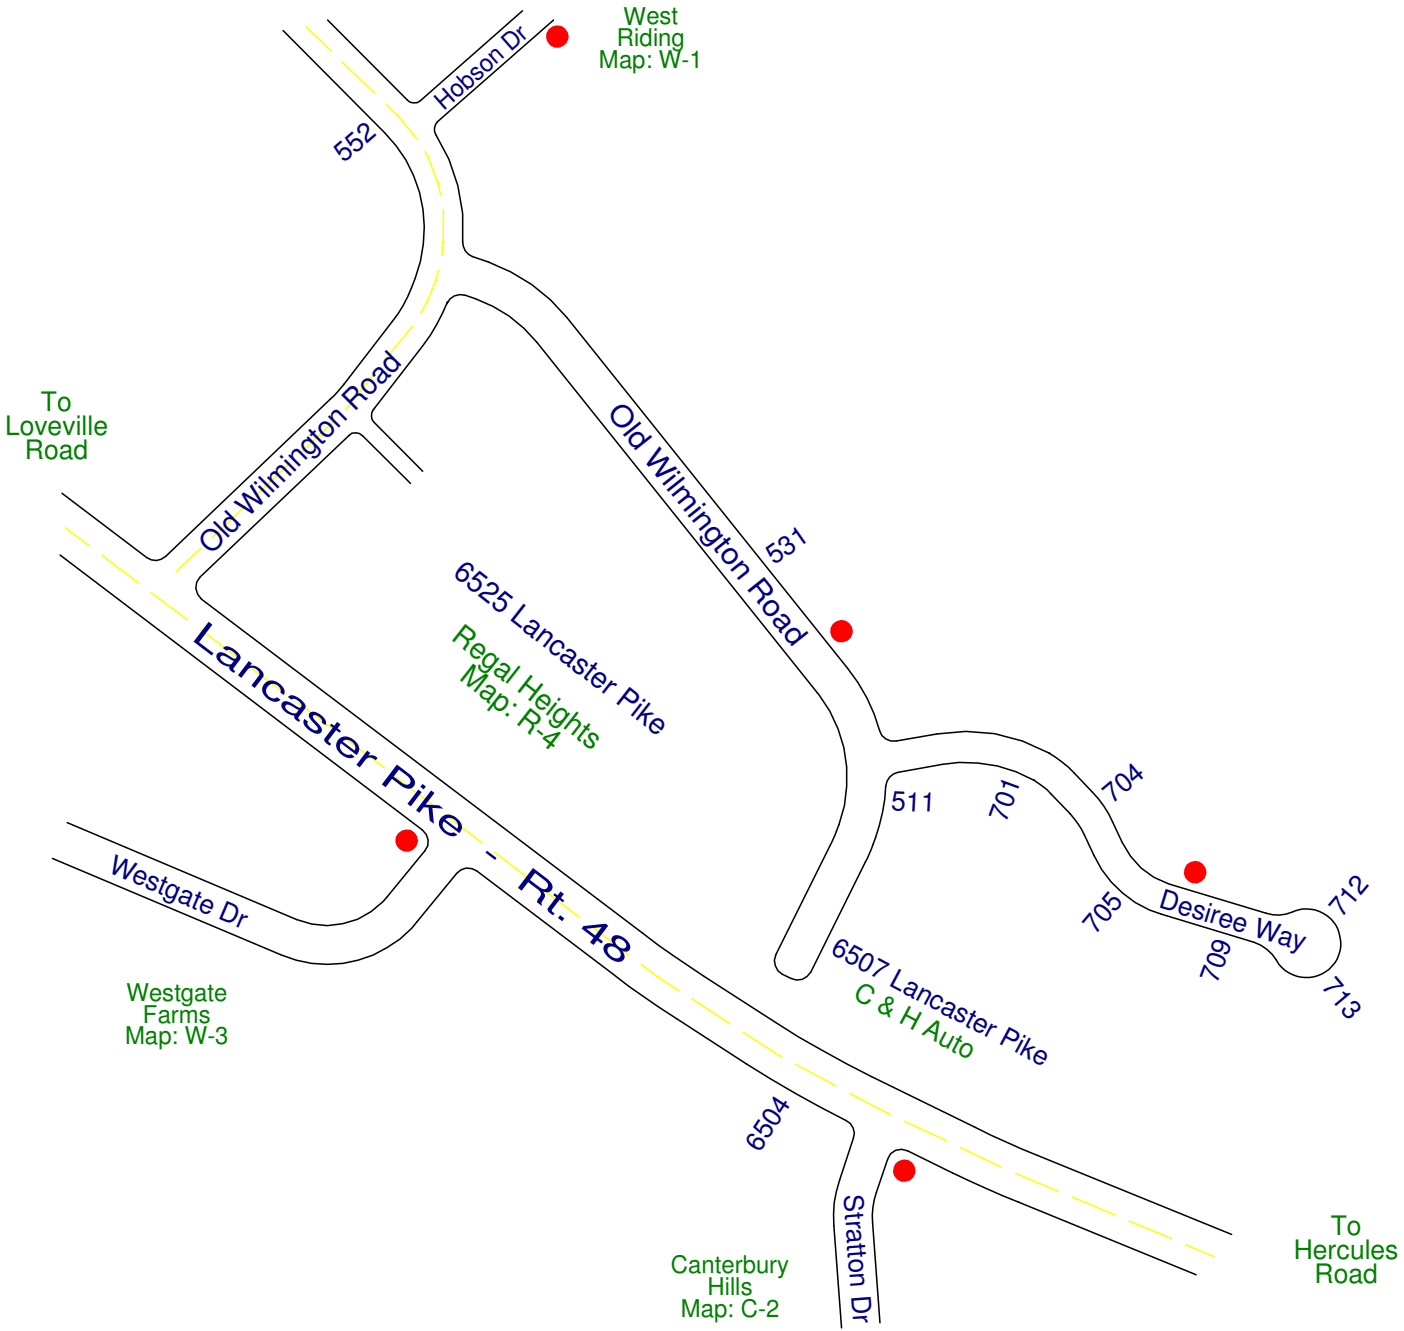 West
Riding
Map: W-1
Hobson Dr
552
To
Loveville
Road
Old Wilmington Road
Old Wilmington Road
531
6525 Lancaster Pike
Regal Heights
Map: R-4
Lancaster Pike - Rt. 48
511
701
704
705
Desiree Way
709
712
713
Westgate Dr
Westgate
Farms
Map: W-3
6507 Lancaster Pike
C & H Auto
6504
Stratton Dr
Canterbury
Hills
Map: C-2
To
Hercules
Road